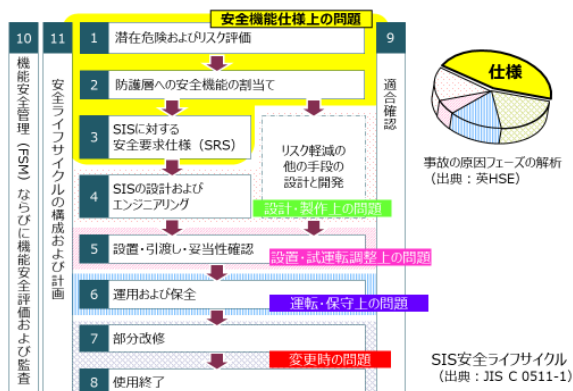 安全機能仕様上の問題
10
機能安全管理(FSM)ならびに機能安全評価および監査
11
安全ライフサイクルの構成および計画
1
潜在危険およびリスク評価
2
防護層への安全機能の割当て
3
SISに対する
安全要求仕様(SRS)
リスク軽減の
他の手段の
設計と開発
4
SISの設計および
エンジニアリング
設計・製作上の問題
5
設置・引渡し・妥当性確認
設置・試運転調整上の問題
6
運用および保全
運転・保守上の問題
7
部分改修
変更時の問題
8
使用終了
9
適合確認
仕様
事故の原因フェーズの解析
(出典:英HSE)
SIS安全ライフサイクル
(出典:JIS C 0511-1)